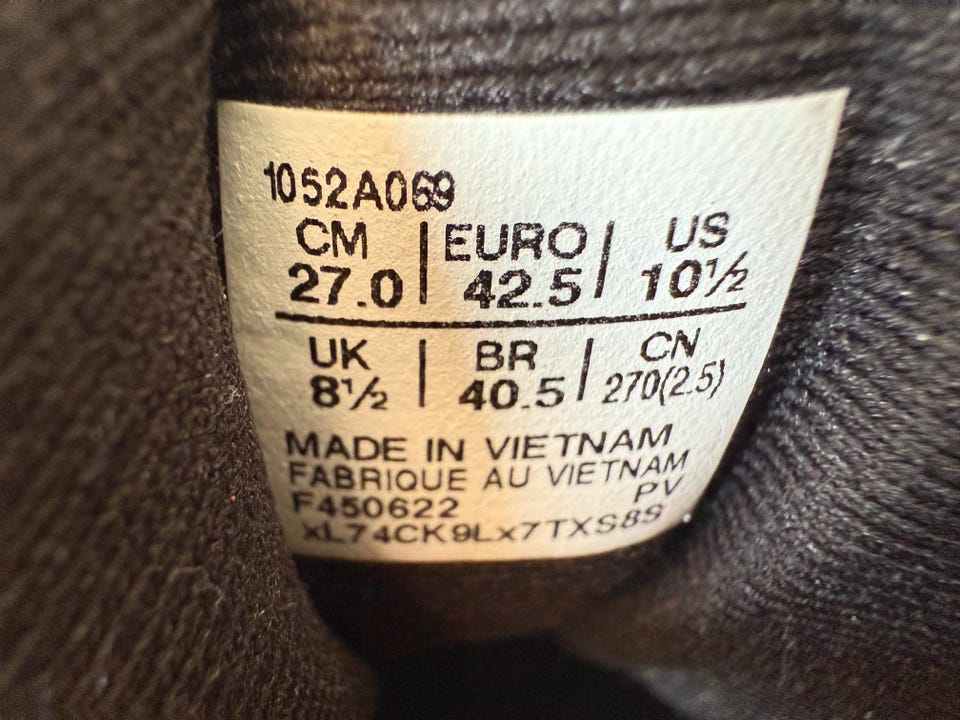 1052A069
CM | EURO | US
27.0 | 42.5 | 10½
UK | BR | CN
8½ | 40.5 | 270(2.5)
MADE IN VIETNAM
FABRIQUE AU VIETNAM
F450622 PV
xL74CK9Lx7TXS89